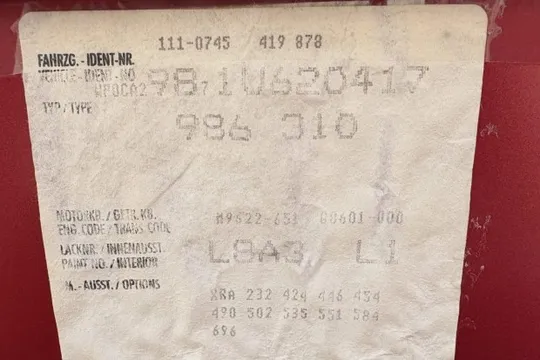 111-0745 419 878
FAHRZG.-IDENT-NR.
VEHICLE-IDENT-NO WP0CA2 98.7 1U620417
TYP/TYPE 986 310
MOTORKB./GETR.KB. M9622-651 G8601-000
ENG.CODE/TRANS.CODE
LACKNR./INNENAUSST. L9A3 L1
PAINT NO./INTERIOR
M.-AUSST./OPTIONS XRA 232 424 446 454
490 502 535 551 584
696